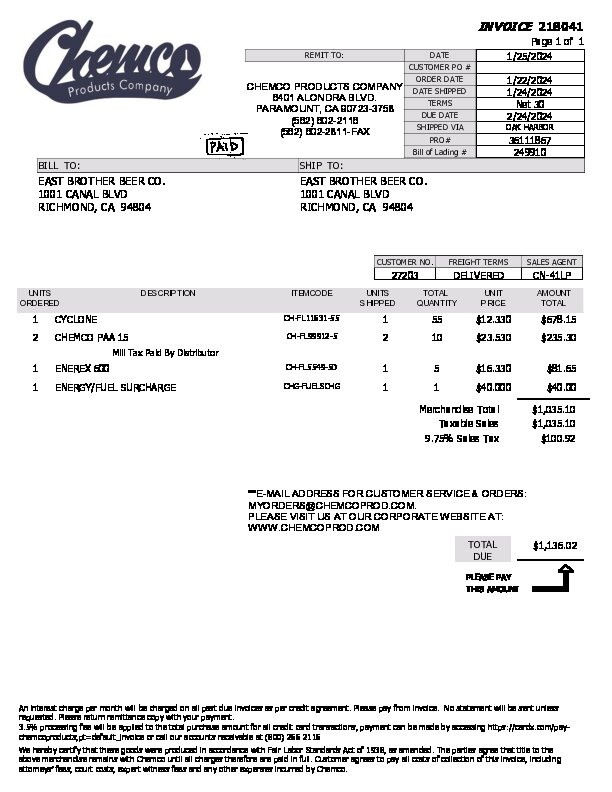 INVOICE 218041
Page 1 of 1
Chemco
Products Company
REMIT TO:
CHEMCO PRODUCTS COMPANY
6401 ALONDRA BLVD.
PARAMOUNT, CA 90723-3758
(562) 602-2116
(562) 602-2811-FAX
DATE 1/25/2024
CUSTOMER PO #
ORDER DATE 1/22/2024
DATE SHIPPED 1/24/2024
TERMS Net 30
DUE DATE 2/24/2024
SHIPPED VIA OAK HARBOR
PRO# 36111867
Bill of Lading # 249910
PAID
BILL TO: SHIP TO:
EAST BROTHER BEER CO. EAST BROTHER BEER CO.
1001 CANAL BLVD 1001 CANAL BLVD
RICHMOND, CA 94804 RICHMOND, CA 94804
CUSTOMER NO. FREIGHT TERMS SALES AGENT
27203 DELIVERED CN-41LP
UNITS ORDERED DESCRIPTION ITEMCODE UNITS SHIPPED TOTAL QUANTITY UNIT PRICE AMOUNT TOTAL
1 CYCLONE CH-FL11631-55 1 55 $12.330 $678.15
2 CHEMCO PAA 15 CH-FL99912-5 2 10 $23.530 $235.30
Mill Tax Paid By Distributor
1 ENEREX 600 1 5 $16.330 $81.65
1 ENERGY/FUEL SURCHARGE CHG-FUELSCHG 1 1 $40.000 $40.00
Merchandise Total $1,035.10
Taxable Sales $1,035.10
9.75% Sales Tax $100.92
**E-MAIL ADDRESS FOR CUSTOMER SERVICE & ORDERS:
MYORDERS@CHEMCOPROD.COM.
PLEASE VISIT US AT OUR CORPORATE WEBSITE AT:
WWW.CHEMCOPROD.COM
TOTAL DUE $1,136.02
PLEASE PAY
THIS AMOUNT
An interest charge per month will be charged on all past due invoices as per credit agreement. Please pay from invoice. No statement will be sent unless
requested. Please return remittance copy with your payment.
3.5% processing fee will be applied to the total purchase amount for all credit card transactions, payment can be made by accessing https://cardx.com/pay-
chemcoproducts,pt=default_invoice or call our accounts receivable at (800) 266 2116
We hereby certify that these goods were produced in accordance with Fair Labor Standards Act of 1938, as amended. The parties agree that title to the
above merchandise remains with Chemco until all charges therefore are paid in full. Customer agree to pay all costs of collection of this invoice, including
attorneys' fees, court costs, expert witness fees and any other expenses incurred by Chemco.